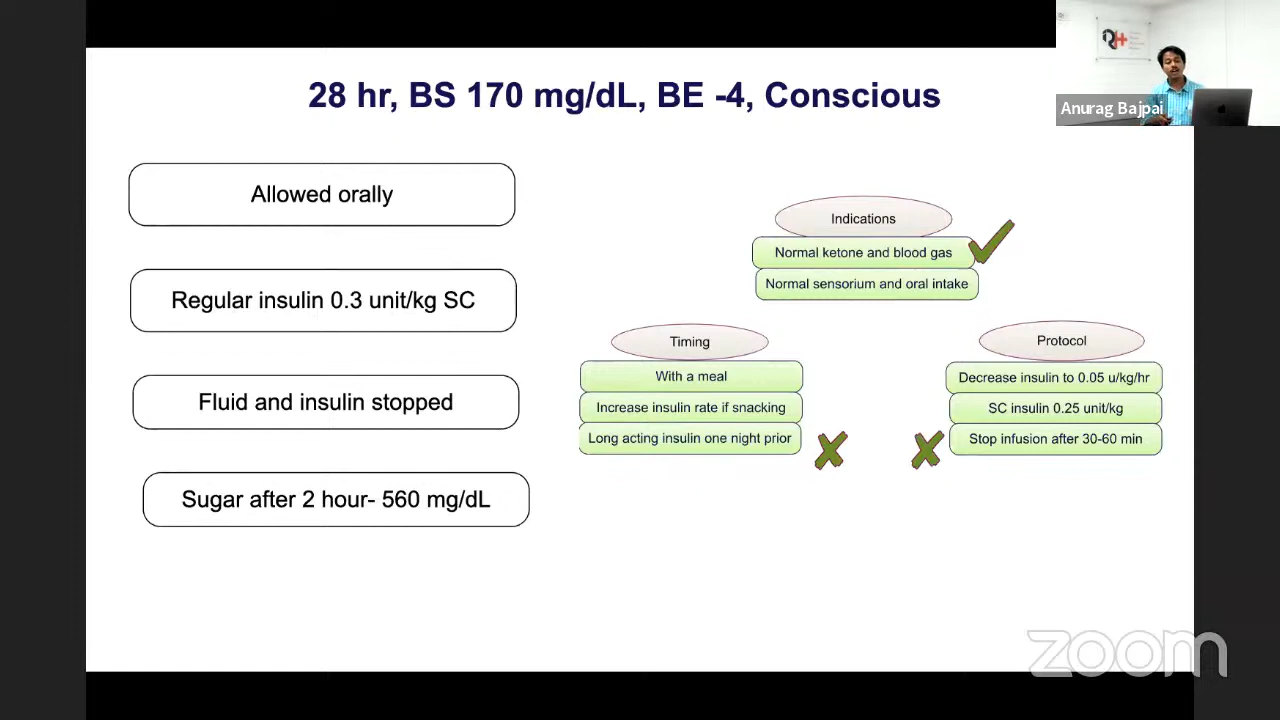 28 hr, BS 170 mg/dL, BE -4, Conscious
Anurag Bajpai
Allowed orally
Regular insulin 0.3 unit/kg SC
Fluid and insulin stopped
Sugar after 2 hour- 560 mg/dL
Indications
Normal ketone and blood gas
Normal sensorium and oral intake
Timing
With a meal
Increase insulin rate if snacking
Long acting insulin one night prior
Protocol
Decrease insulin to 0.05 u/kg/hr
SC insulin 0.25 unit/kg
Stop infusion after 30-60 min
zoom